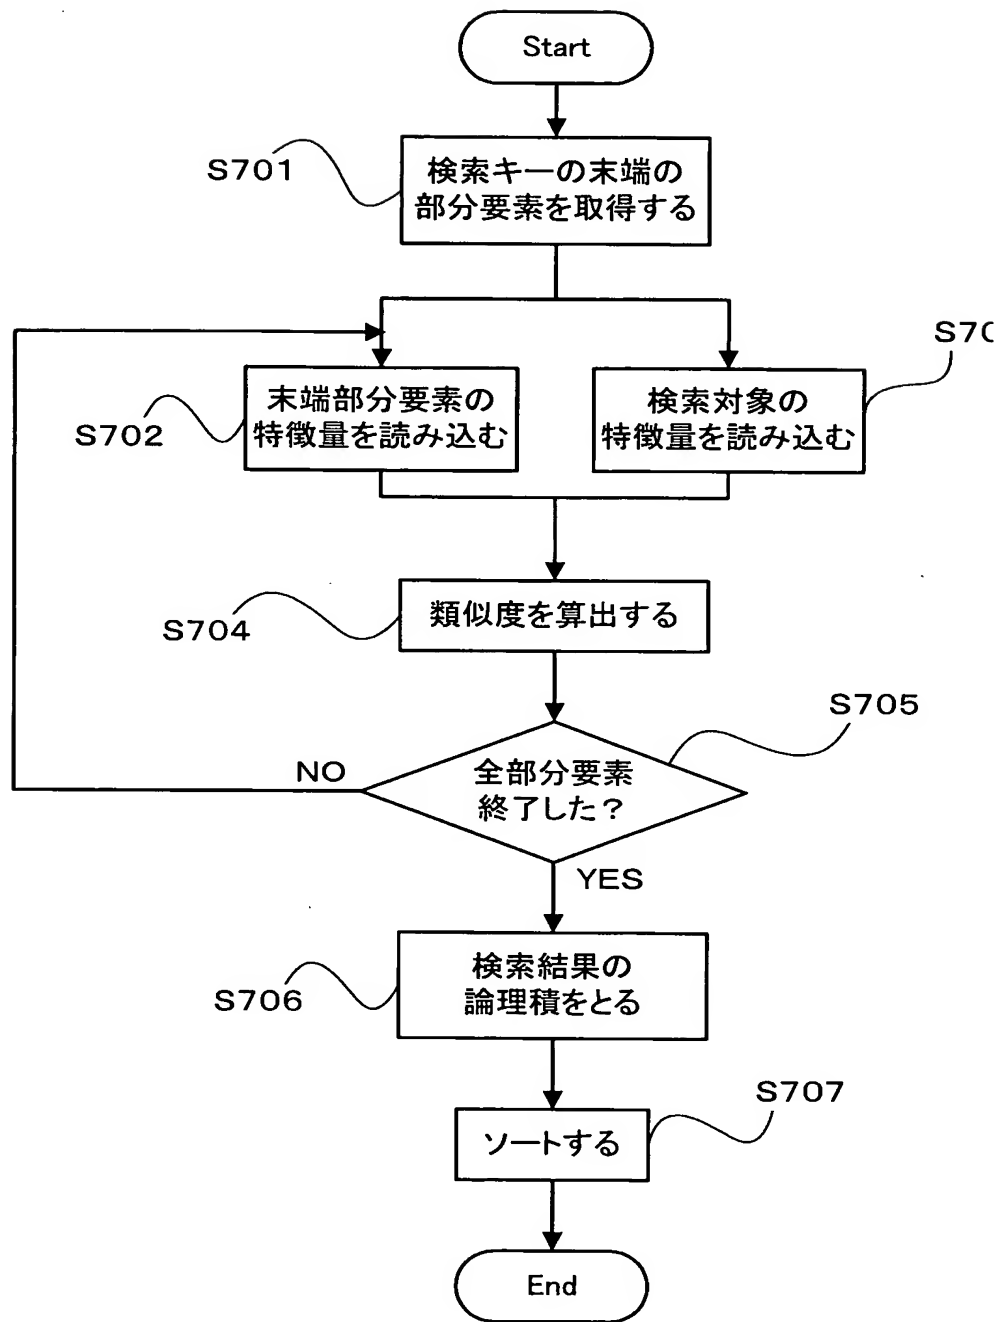 Start
S701
検索キーの末端の
部分要素を取得する
S70
S702
末端部分要素の
特徴量を読み込む
検索対象の
特徴量を読み込む
S704
類似度を算出する
S705
NO
全部分要素
終了した？
YES
S706
検索結果の
論理積をとる
S707
ソートする
End